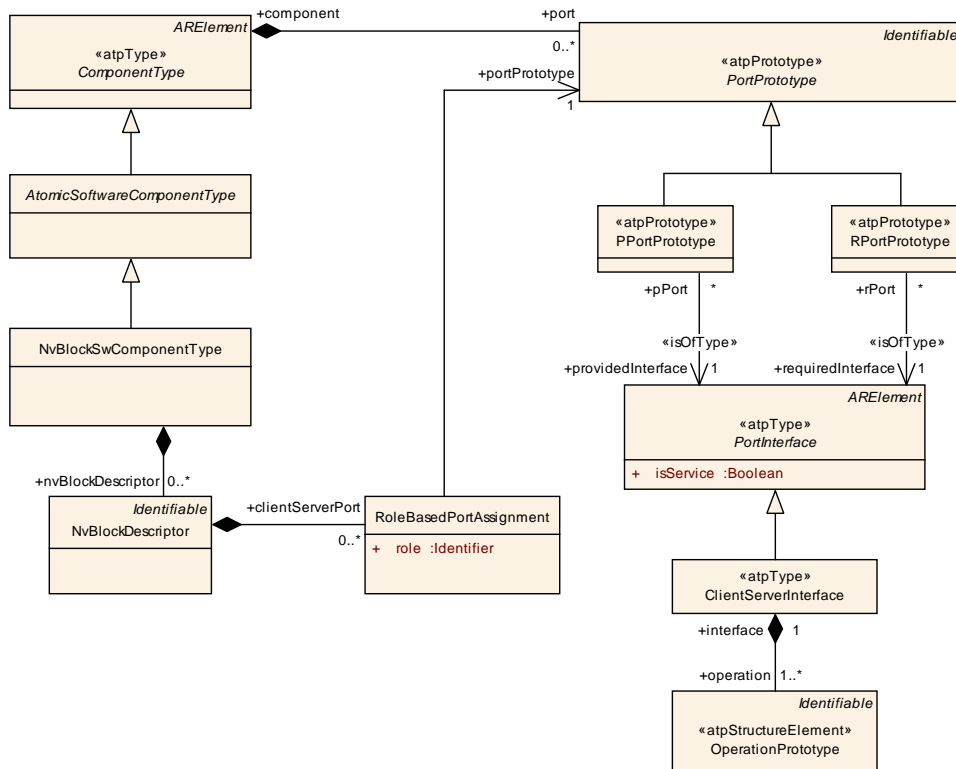 +component
+port
ARElement
«atpType»
ComponentType
0..*
Identifiable
«atpPrototype»
PortPrototype
+portPrototype
1
AtomicSoftwareComponentType
«atpPrototype»
PPortPrototype
«atpPrototype»
RPortPrototype
+pPort
*
+rPort
*
NvBlockSwComponentType
«isOfType»
«isOfType»
+providedInterface
1
+requiredInterface
1
ARElement
«atpType»
PortInterface
+ isService :Boolean
+nvBlockDescriptor
0..*
Identifiable
NvBlockDescriptor
+clientServerPort
0..*
RoleBasedPortAssignment
+ role :Identifier
«atpType»
ClientServerInterface
+interface
1
+operation
1..*
Identifiable
«atpStructureElement»
OperationPrototype